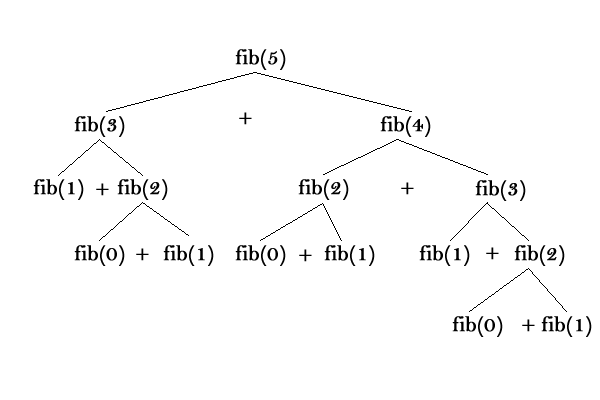 fib(5)
fib(3) + fib(4)
fib(1) + fib(2) fib(2) + fib(3)
fib(0) + fib(1) fib(0) + fib(1) fib(1) + fib(2)
fib(0) + fib(1)